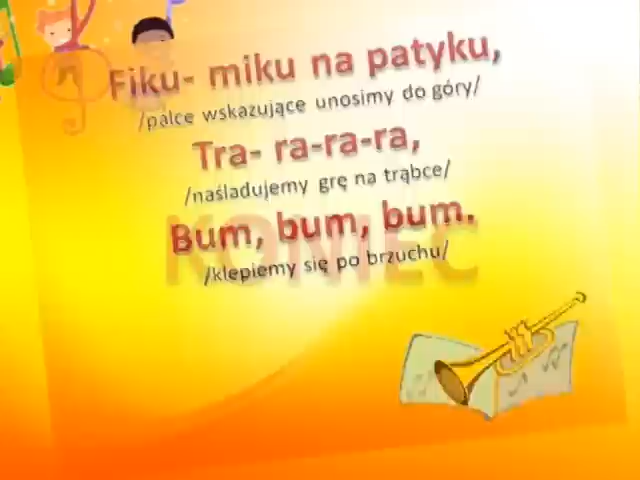 Fiku- miku na patyku,
/palce wskazujące unosimy do góry/
Tra- ra-ra-ra,
/naśladujemy grę na trąbce/
Bum, bum, bum.
KONIEC
/klepiemy się po brzuchu/